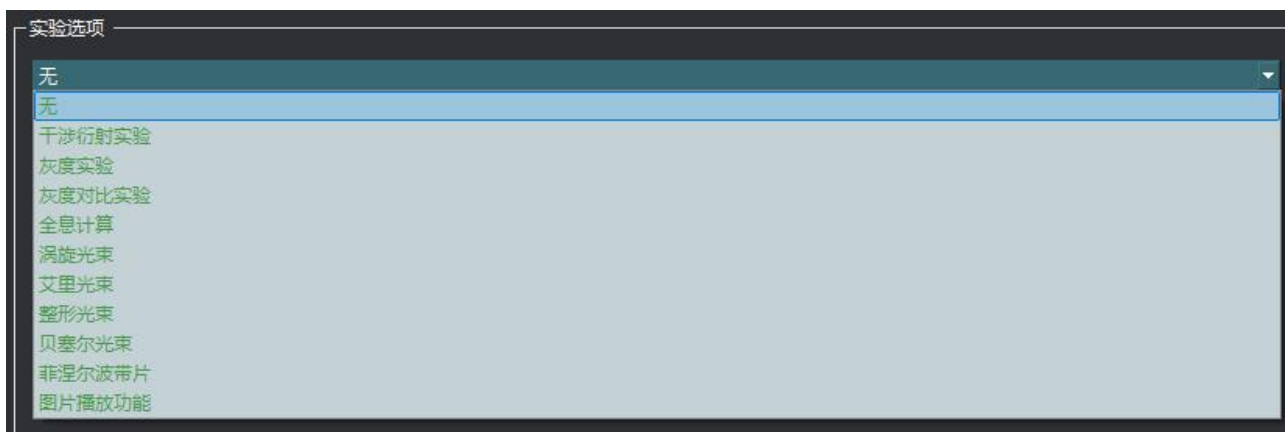 实验选项
无
无
干涉衍射实验
灰度实验
灰度对比实验
全息计算
涡旋光束
艾里光束
整形光束
贝塞尔光束
菲涅尔波带片
图片播放功能